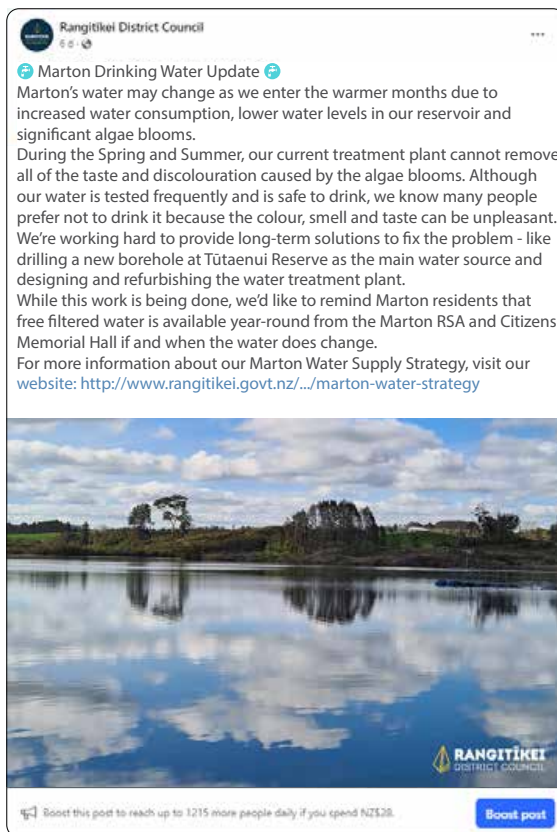 Rangitikei District Council
6 d ·
Marton Drinking Water Update
Marton's water may change as we enter the warmer months due to
increased water consumption, lower water levels in our reservoir and
significant algae blooms.
During the Spring and Summer, our current treatment plant cannot remove
all of the taste and discolouration caused by the algae blooms. Although
our water is tested frequently and is safe to drink, we know many people
prefer not to drink it because the colour, smell and taste can be unpleasant.
We're working hard to provide long-term solutions to fix the problem - like
drilling a new borehole at Tūtaenui Reserve as the main water source and
designing and refurbishing the water treatment plant.
While this work is being done, we'd like to remind Marton residents that
free filtered water is available year-round from the Marton RSA and Citizens
Memorial Hall if and when the water does change.
For more information about our Marton Water Supply Strategy, visit our
website: http://www.rangitikei.govt.nz/.../marton-water-strategy
RANGITĪKEI
DISTRICT COUNCIL
Boost this post to reach up to 1215 more people daily if you spend NZ$28.
Boost post